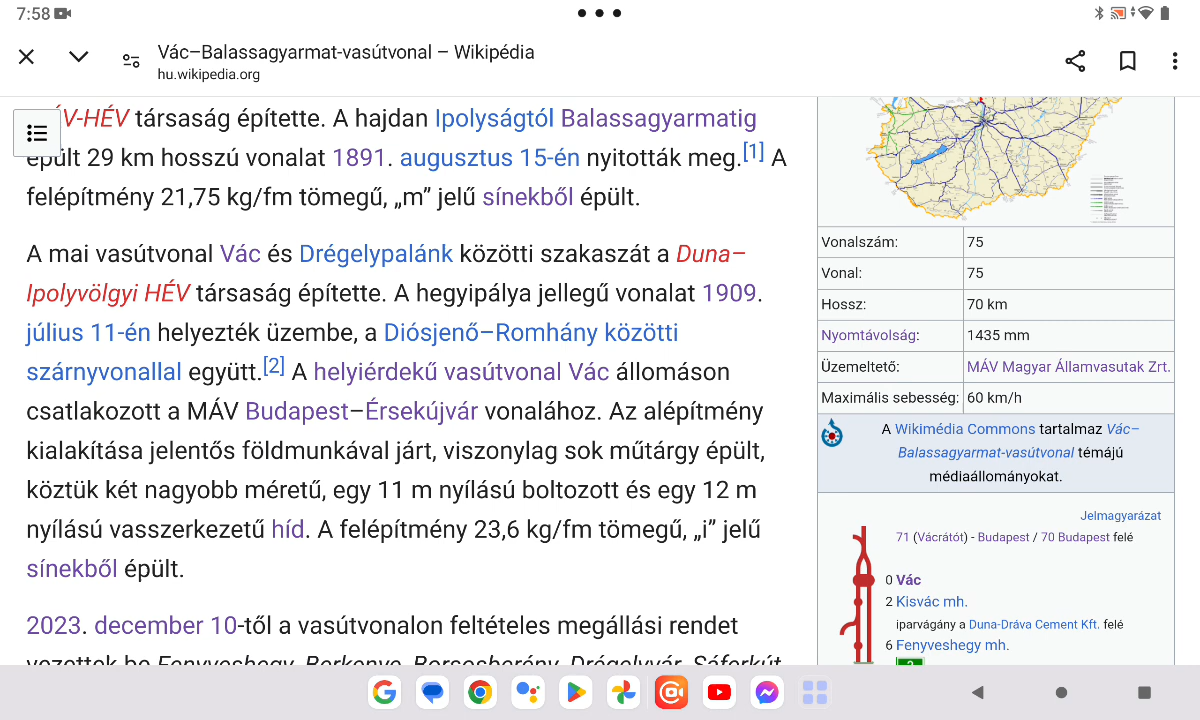 7:58
Vác–Balassagyarmat-vasútvonal – Wikipédia
hu.wikipedia.org
V-HÉV társaság építette. A hajdan Ipolyságtól Balassagyarmatig
épült 29 km hosszú vonalat 1891. augusztus 15-én nyitották meg.[1] A
felépítmény 21,75 kg/fm tömegű, „m” jelű sínekből épült.
A mai vasútvonal Vác és Drégelypalánk közötti szakaszát a Duna–
Ipolyvölgyi HÉV társaság építette. A hegyipálya jellegű vonalat 1909.
július 11-én helyezték üzembe, a Diósjenő–Romhány közötti
szárnyvonallal együtt.[2] A helyiérdekű vasútvonal Vác állomáson
csatlakozott a MÁV Budapest–Érsekújvár vonalához. Az alépítmény
kialakítása jelentős földmunkával járt, viszonylag sok műtárgy épült,
köztük két nagyobb méretű, egy 11 m nyílású boltozott és egy 12 m
nyílású vasszerkezetű híd. A felépítmény 23,6 kg/fm tömegű, „i” jelű
sínekből épült.
2023. december 10-től a vasútvonalon feltételes megállási rendet
vezettek be Fenyveshegy, Berkenye, Borsosberény, Drégelyvár, Sáferkút
Vonalszám: 75
Vonal: 75
Hossz: 70 km
Nyomtávolság: 1435 mm
Üzemeltető: MÁV Magyar Államvasutak Zrt.
Maximális sebesség: 60 km/h
A Wikimédia Commons tartalmaz Vác–
Balassagyarmat-vasútvonal témájú
médiaállományokat.
Jelmagyarázat
71 (Vácrátót) - Budapest / 70 Budapest felé
0 Vác
2 Kisvác mh.
iparvágány a Duna-Dráva Cement Kft. felé
6 Fenyveshegy mh.